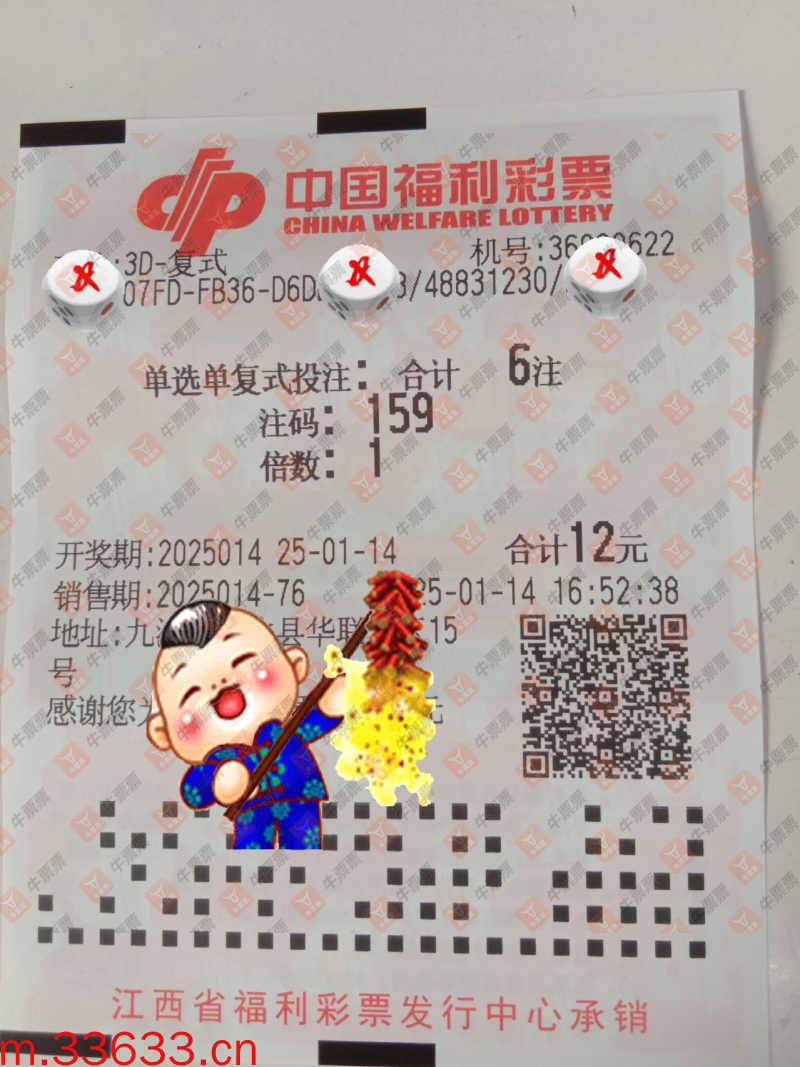 中国福利彩票
CHINA WELFARE LOTTERY
:3D-复式 机号:36 622
07FD-FB36-D6D /48831230/
单选单复式投注: 合计 6注
注码: 159
倍数: 1
开奖期:2025014 25-01-14 合计12元
销售期:2025014-76 25-01-14 16:52:38
地址:九 县华联 15
号
感谢您 元
江西省福利彩票发行中心承销
m.33633.cn